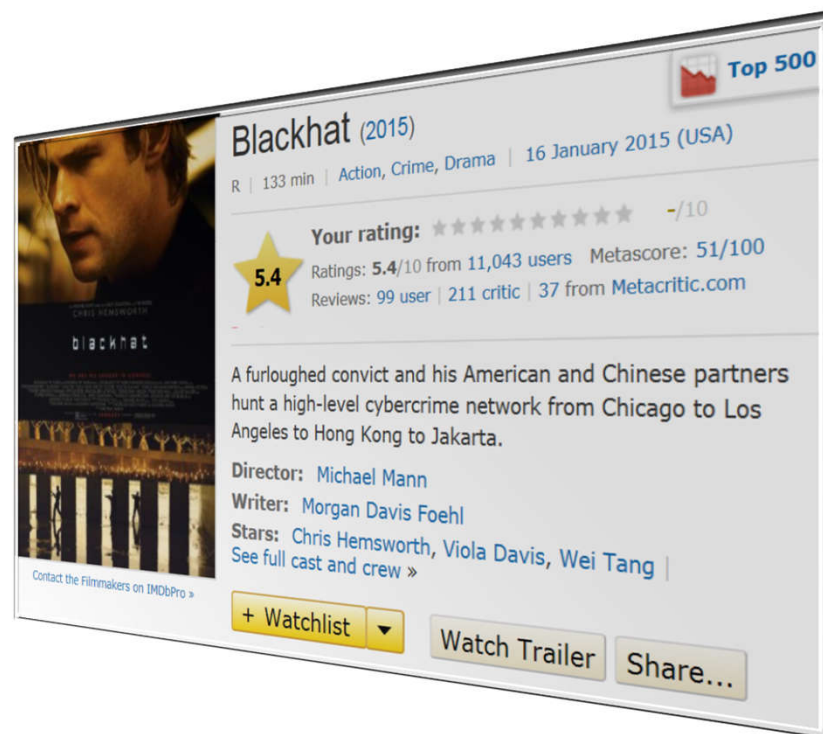 Top 500
Blackhat (2015)
R | 133 min | Action, Crime, Drama | 16 January 2015 (USA)
Your rating: -/10
5.4
Ratings: 5.4/10 from 11,043 users Metascore: 51/100
Reviews: 99 user | 211 critic | 37 from Metacritic.com
CHRIS HEMSWORTH
blackhat
A furloughed convict and his American and Chinese partners
hunt a high-level cybercrime network from Chicago to Los
Angeles to Hong Kong to Jakarta.
Director: Michael Mann
Writer: Morgan Davis Foehl
Stars: Chris Hemsworth, Viola Davis, Wei Tang |
See full cast and crew »
Contact the Filmmakers on IMDbPro »
+ Watchlist
Watch Trailer
Share...